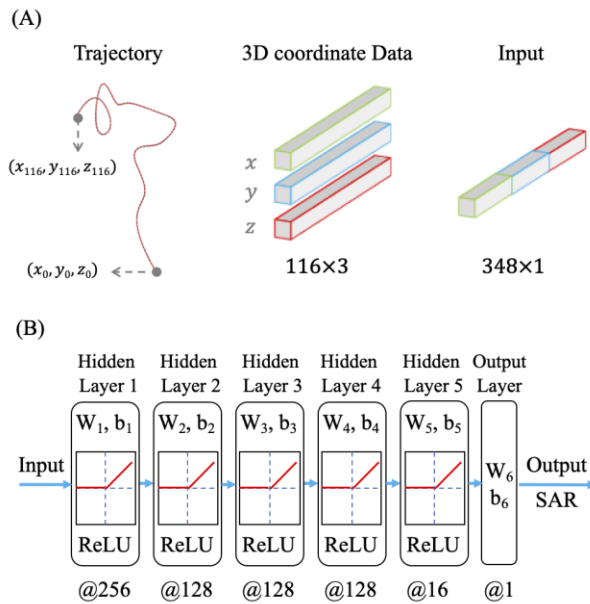 (A)
Trajectory
3D coordinate Data
Input
(x₁₁₆, y₁₁₆, z₁₁₆)
(x₀, y₀, z₀)
x
y
z
116×3
348×1
(B)
Hidden Layer 1
Hidden Layer 2
Hidden Layer 3
Hidden Layer 4
Hidden Layer 5
Output Layer
Input
W₁, b₁
W₂, b₂
W₃, b₃
W₄, b₄
W₅, b₅
W₆
b₆
Output
SAR
ReLU
ReLU
ReLU
ReLU
ReLU
@256
@128
@128
@128
@16
@1